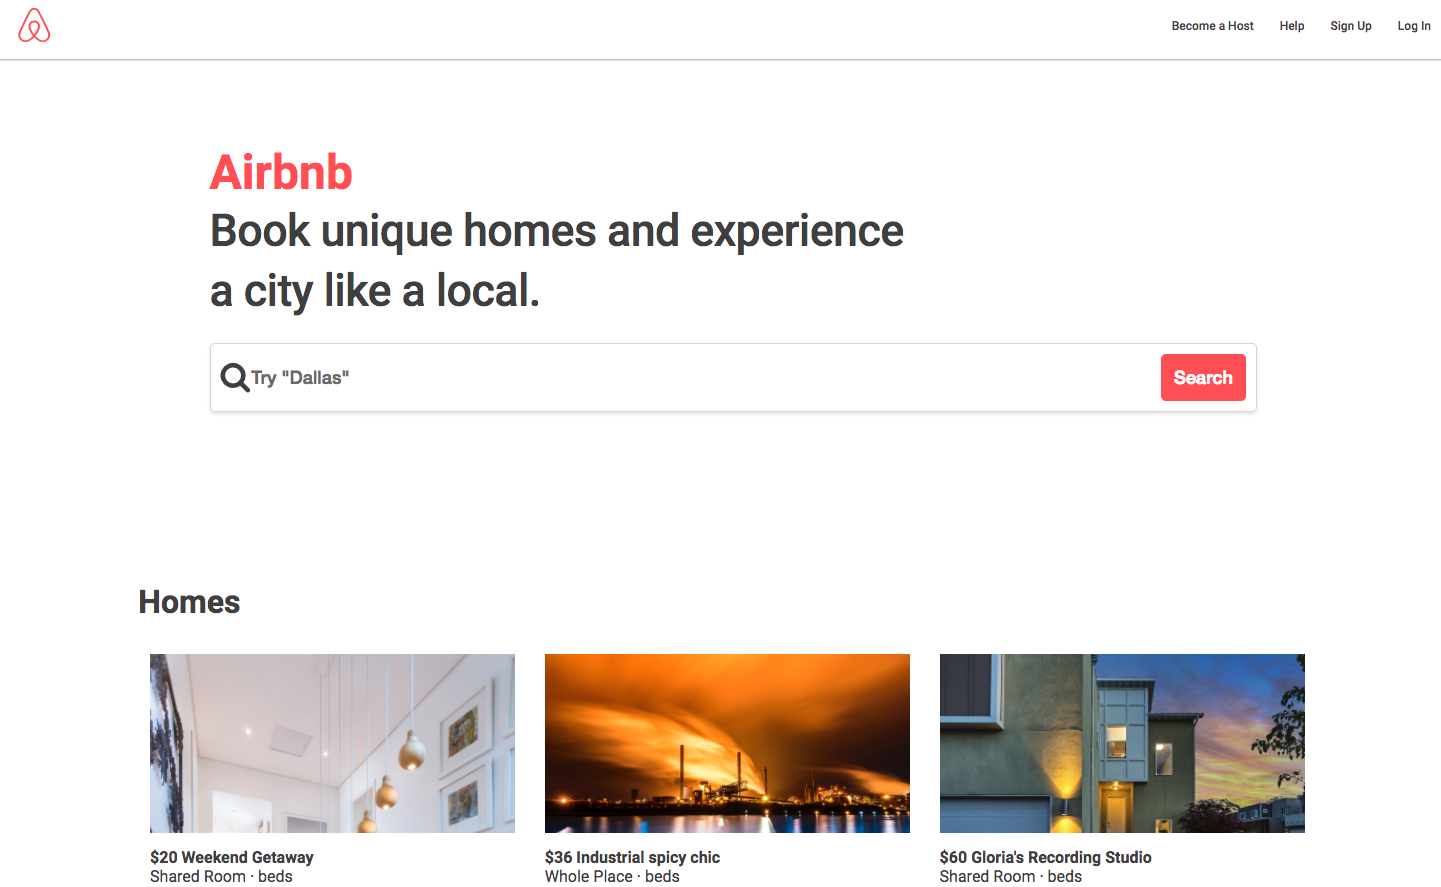 Become a Host Help Sign Up Log In
Airbnb
Book unique homes and experience
a city like a local.
Try "Dallas" Search
Homes
$20 Weekend Getaway
Shared Room · beds
$36 Industrial spicy chic
Whole Place · beds
$60 Gloria's Recording Studio
Shared Room · beds